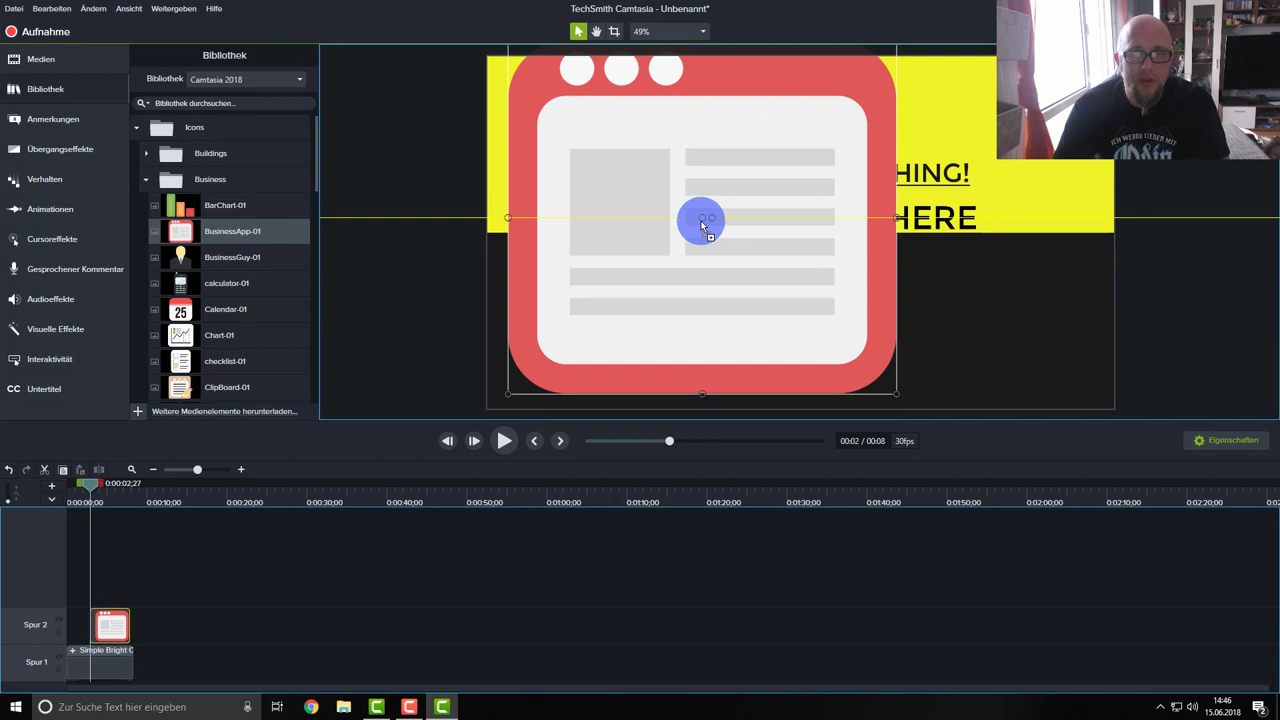 Datei Bearbeiten Ändern Ansicht Weitergeben Hilfe
TechSmith Camtasia - Unbenannt*
Aufnahme
49%
Medien
Bibliothek
Anmerkungen
Übergangseffekte
Verhalten
Animationen
Cursoreffekte
Gesprochener Kommentar
Audioeffekte
Visuelle Effekte
Interaktivität
CC Untertitel
Bibliothek
Bibliothek Camtasia 2018
Bibliothek durchsuchen...
Icons
Buildings
Business
BarChart-01
BusinessApp-01
BusinessGuy-01
calculator-01
25 Calendar-01
Chart-01
checklist-01
ClipBoard-01
Weitere Medienelemente herunterladen...
HING!
HERE
ICH WERDE LIEDER MIT
00:02 / 00:08 30fps
Eigenschaften
0:00:02;27
0:00:00;00 0:00:10;00 0:00:20;00 0:00:30;00 0:00:40;00 0:00:50;00 0:01:00;00 0:01:10;00 0:01:20;00 0:01:30;00 0:01:40;00 0:01:50;00 0:02:00;00 0:02:10;00 0:02:20;00
Spur 2
Spur 1
Simple Bright C
Zur Suche Text hier eingeben
14:46
15.06.2018
2